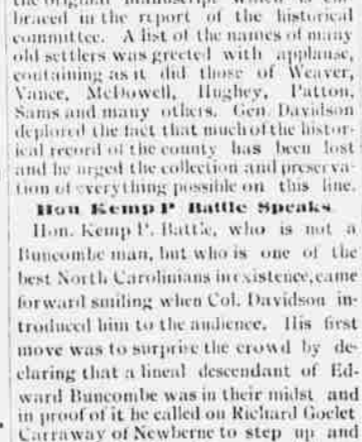 the original manuscript which is em-
braced in the report of the historical
committee. A list of the names of many
old settlers was greeted with applause,
containing as it did those of Weaver,
Vance, McDowell, Hughey, Patton,
Sams and many others. Gen. Davidson
deplored the fact that much of the histor-
ical record of the county has been lost
and he urged the collection and preserva-
tion of everything possible on this line.
Hon Kemp P Battle Speaks
Hon. Kemp P. Battle, who is not a
Buncombe man, but who is one of the
best North Carolinians in existence, came
forward smiling when Col. Davidson in-
troduced him to the audience. His first
move was to surprise the crowd by de-
claring that a lineal descendant of Ed-
ward Buncombe was in their midst and
in proof of it he called on Richard Goelet
Carraway of Newberne to step up and